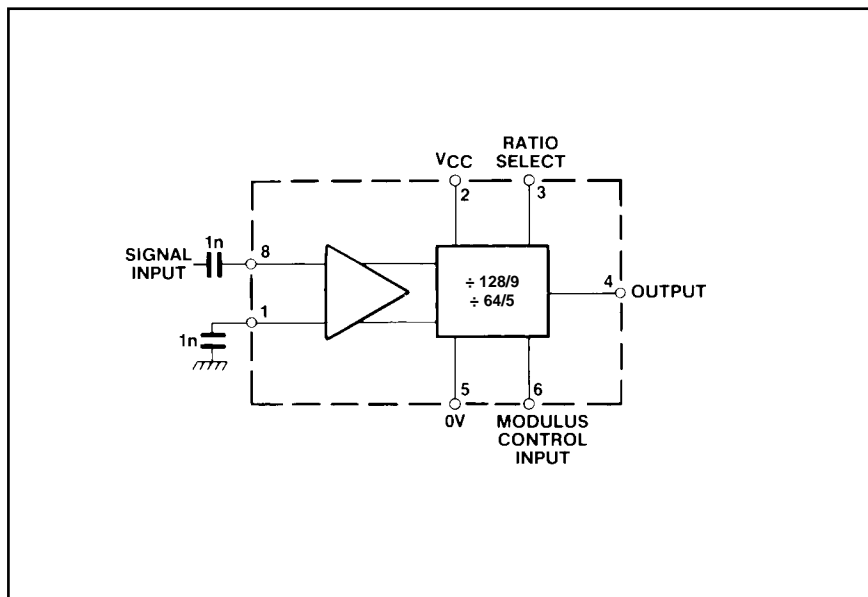 VCC
2
RATIO
SELECT
3
SIGNAL
INPUT
1n
8
÷ 128/9
÷ 64/5
4
OUTPUT
1
1n
5
0V
6
MODULUS
CONTROL
INPUT